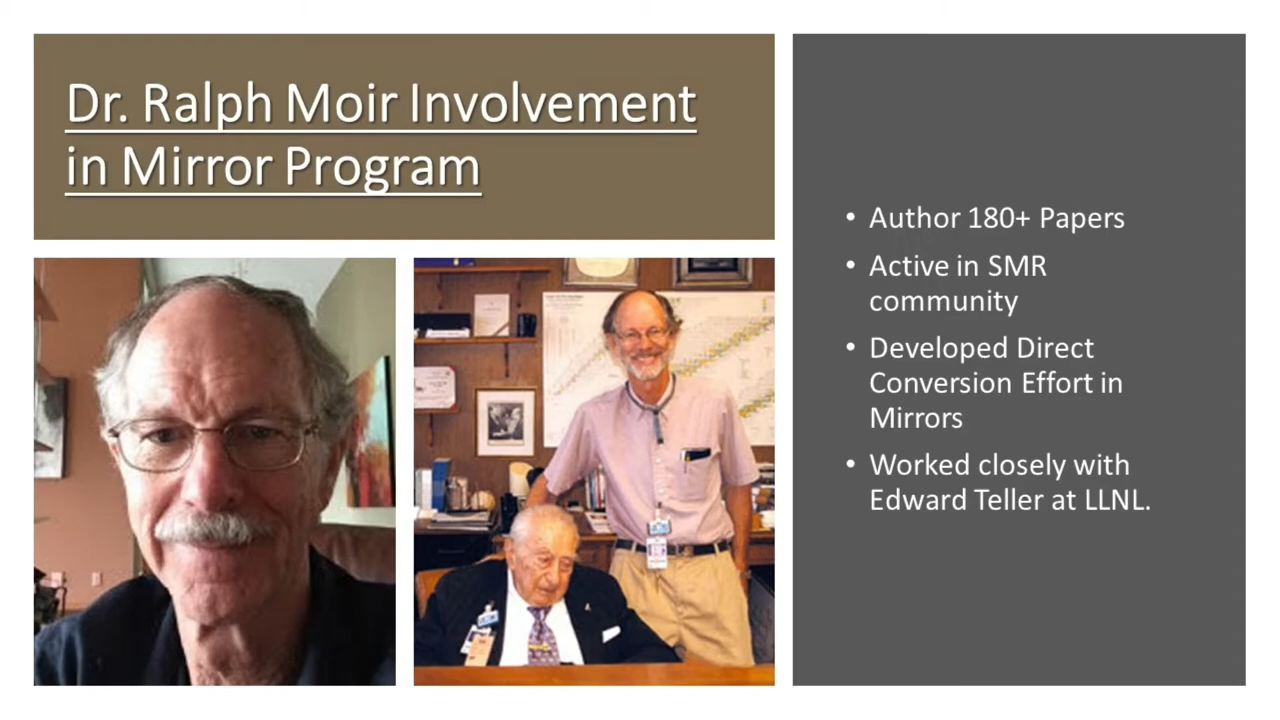 Dr. Ralph Moir Involvement
in Mirror Program
• Author 180+ Papers
• Active in SMR
community
• Developed Direct
Conversion Effort in
Mirrors
• Worked closely with
Edward Teller at LLNL.